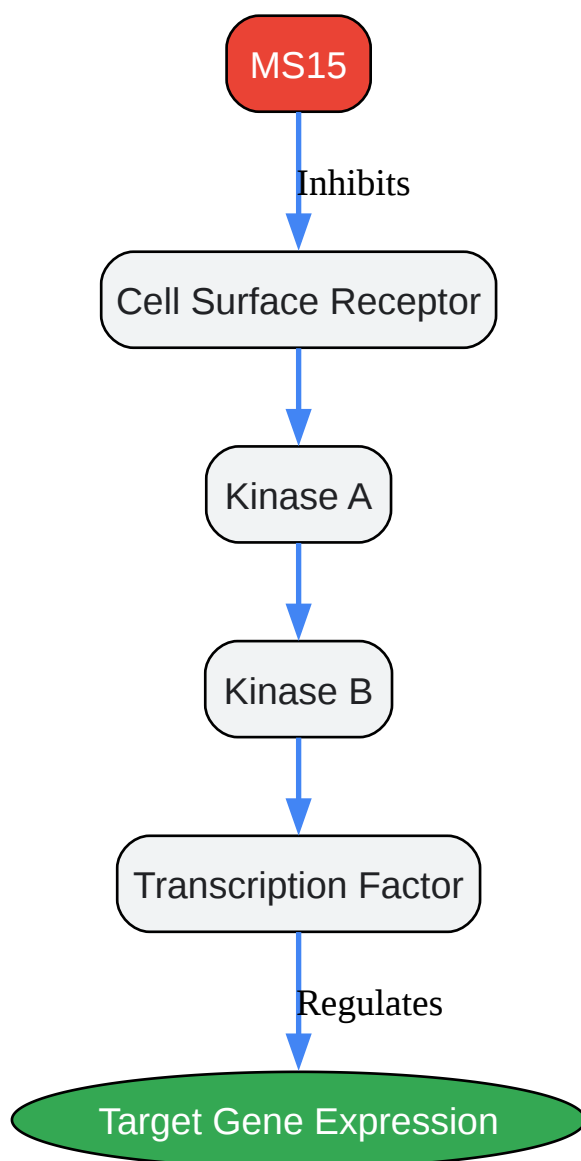 MS15
Inhibits
Cell Surface Receptor
Kinase A
Kinase B
Transcription Factor
Regulates
Target Gene Expression